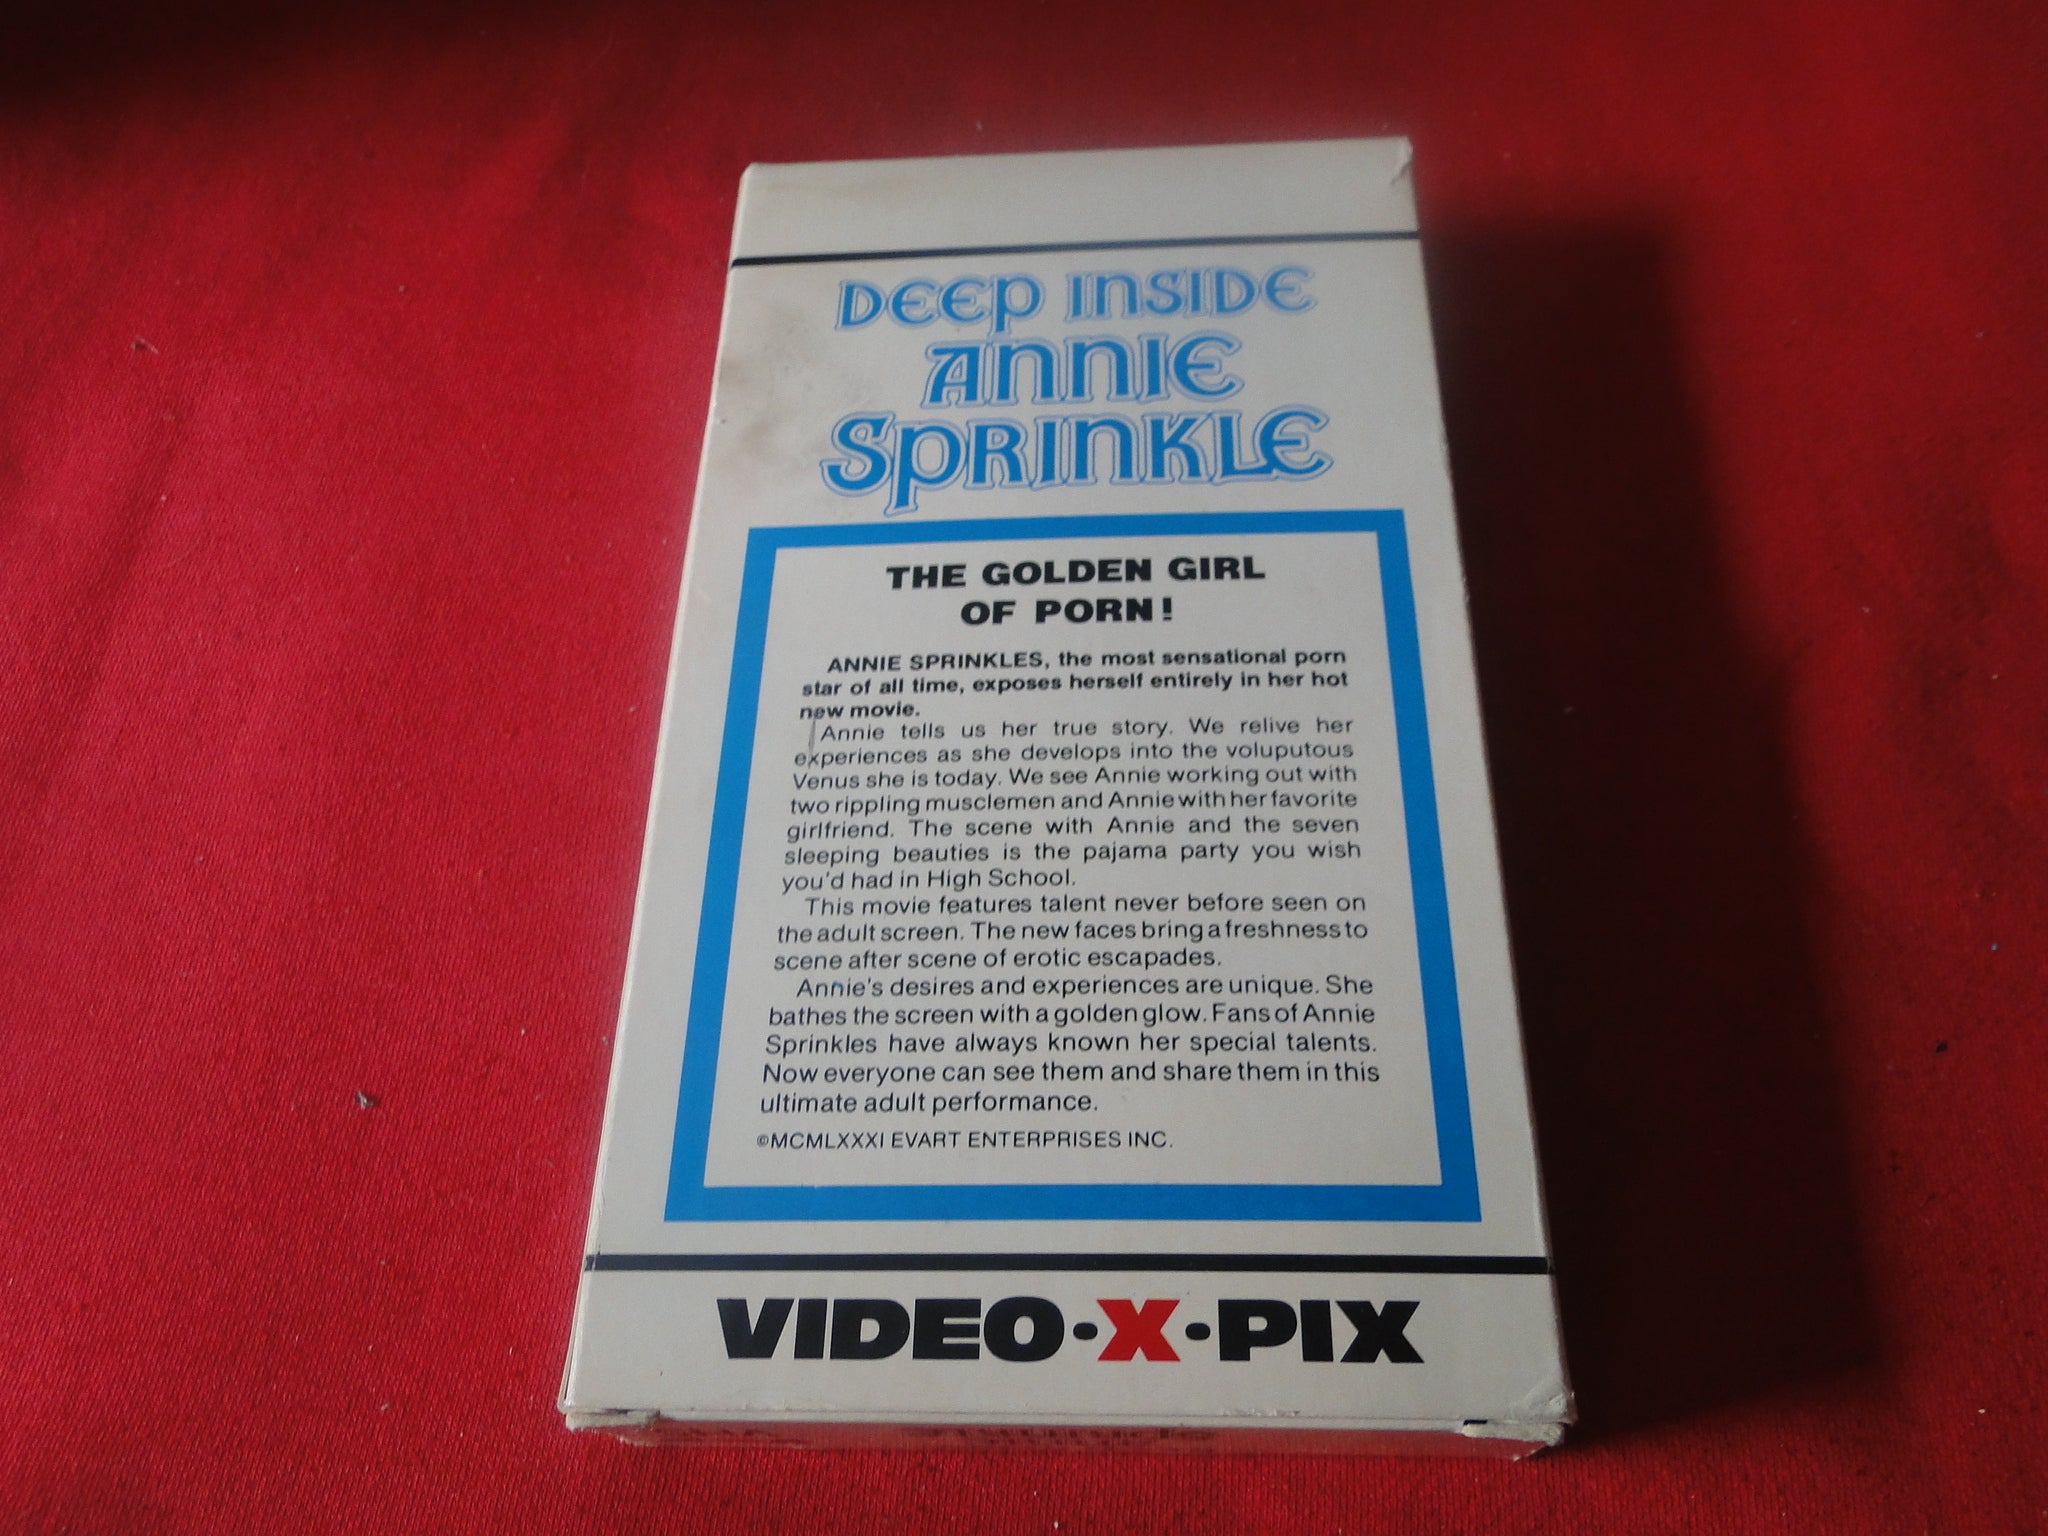 DEEP INSIDE
ANNIE
SPRINKLE
THE GOLDEN GIRL
OF PORN!
ANNIE SPRINKLES, the most sensational porn
star of all time, exposes herself entirely in her hot
new movie.
Annie tells us her true story. We relive her
experiences as she develops into the voluputous
Venus she is today. We see Annie working out with
two rippling musclemen and Annie with her favorite
girlfriend. The scene with Annie and the seven
sleeping beauties is the pajama party you wish
you'd had in High School.
This movie features talent never before seen on
the adult screen. The new faces bring a freshness to
scene after scene of erotic escapades.
Annie's desires and experiences are unique. She
bathes the screen with a golden glow. Fans of Annie
Sprinkles have always known her special talents.
Now everyone can see them and share them in this
ultimate adult performance.
©MCMLXXXI EVART ENTERPRISES INC.
VIDEO•X•PIX